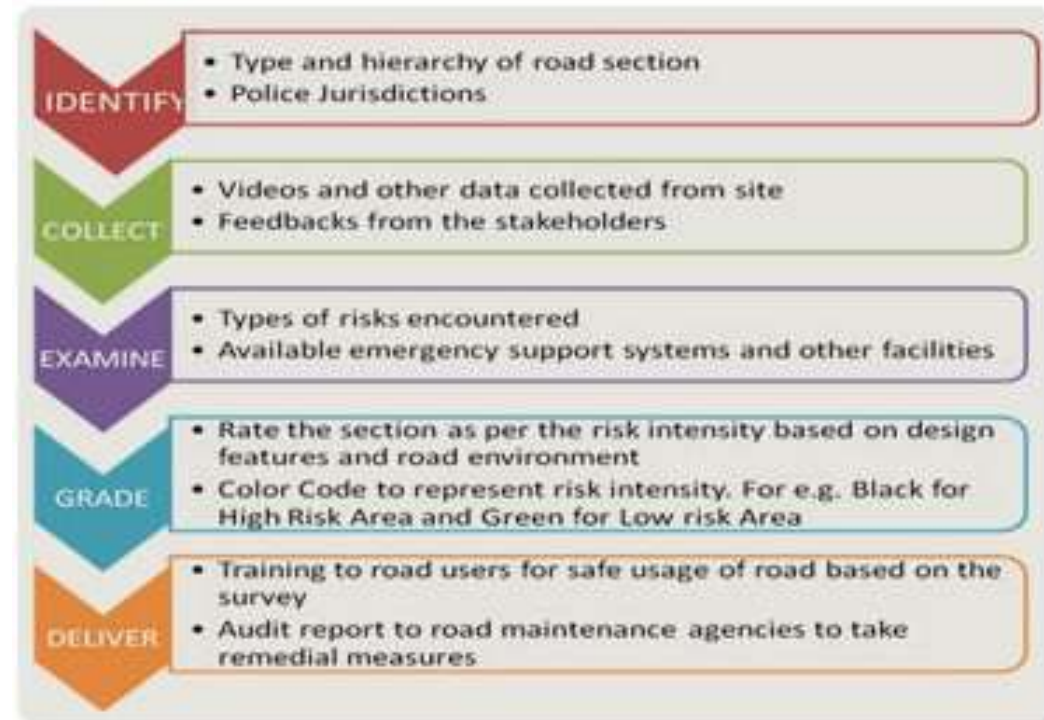 IDENTIFY
• Type and hierarchy of road section
• Police Jurisdictions
COLLECT
• Videos and other data collected from site
• Feedbacks from the stakeholders
EXAMINE
• Types of risks encountered
• Available emergency support systems and other facilities
GRADE
• Rate the section as per the risk intensity based on design
features and road environment
• Color Code to represent risk intensity. For e.g. Black for
High Risk Area and Green for Low risk Area
DELIVER
• Training to road users for safe usage of road based on the
survey
• Audit report to road maintenance agencies to take
remedial measures